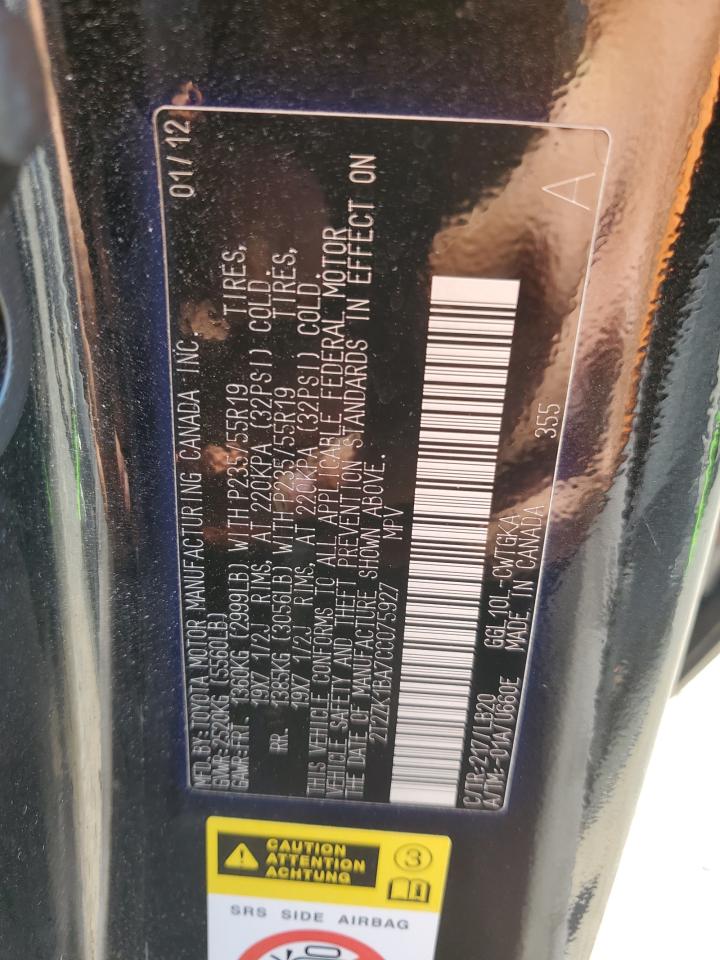 MFD. BY: TOYOTA MOTOR MANUFACTURING CANADA INC. 01/12
GVWR: 2520KG (5560LB)
GAWR: FRT. 1360KG (2999LB) WITH P235/55R19 TIRES,
19X7 1/2J RIMS, AT 220KPA (32PSI) COLD.
RR. 1385KG (3056LB) WITH P235/55R19 TIRES,
19X7 1/2J RIMS, AT 220KPA (32PSI) COLD.
THIS VEHICLE CONFORMS TO ALL APPLICABLE FEDERAL MOTOR
VEHICLE SAFETY AND THEFT PREVENTION STANDARDS IN EFFECT ON
THE DATE OF MANUFACTURE SHOWN ABOVE.
2T2ZK1BA7CC075927 MPV
C/TR: 217/LB20 GGL10L-CWTGKA
A/TM: -01A/U660E MADE IN CANADA 355 A
CAUTION
ATTENTION
ACHTUNG
3
SRS SIDE AIRBAG